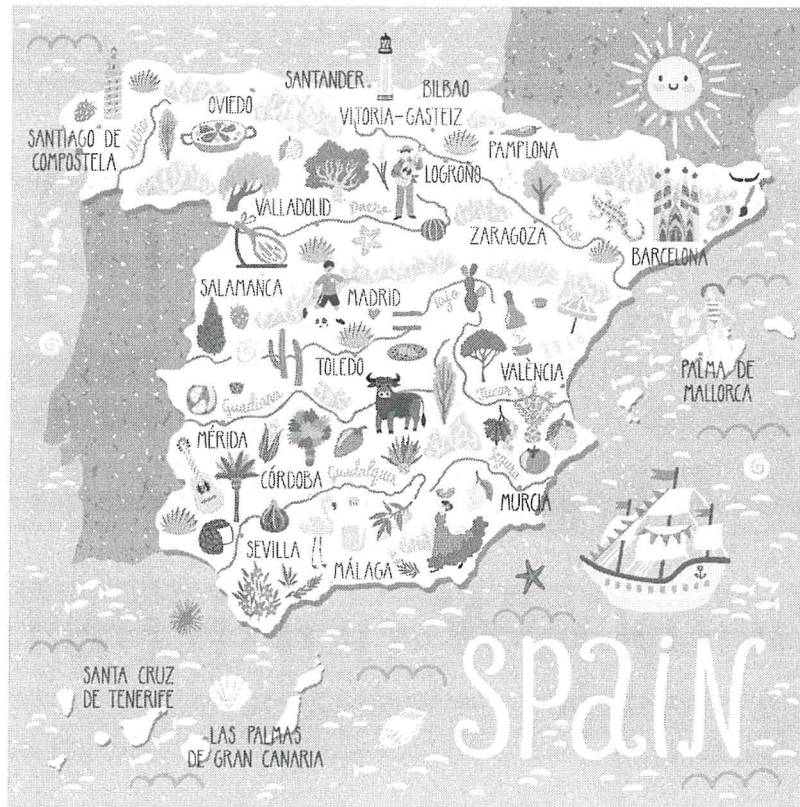 SANTANDER
BILBAO
OVIEDO
VITORIA-GASTEIZ
SANTIAGO DE
COMPOSTELA
PAMPLONA
LOGROÑO
VALLADOLID
Duero
Ebro
ZARAGOZA
BARCELONA
SALAMANCA
MADRID
Tajo
TOLEDO
VALÈNCIA
PALMA DE
MALLORCA
Guadiana
Jucar
MÉRIDA
CÓRDOBA
Segura
MURCIA
SEVILLA
MÁLAGA
SPAIN
SANTA CRUZ
DE TENERIFE
LAS PALMAS
DE GRAN CANARIA